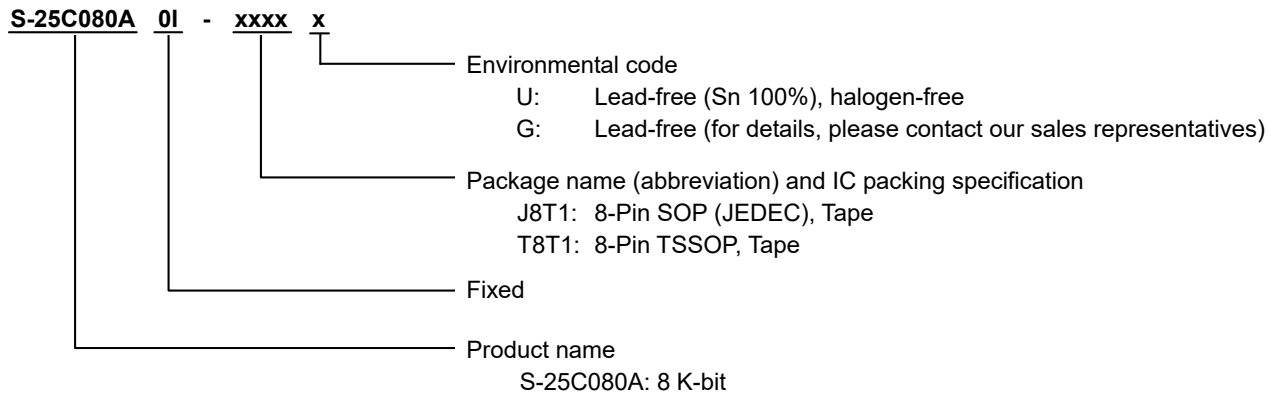 S-25C080A 0I - xxxx x
Environmental code
U: Lead-free (Sn 100%), halogen-free
G: Lead-free (for details, please contact our sales representatives)
Package name (abbreviation) and IC packing specification
J8T1: 8-Pin SOP (JEDEC), Tape
T8T1: 8-Pin TSSOP, Tape
Fixed
Product name
S-25C080A: 8 K-bit